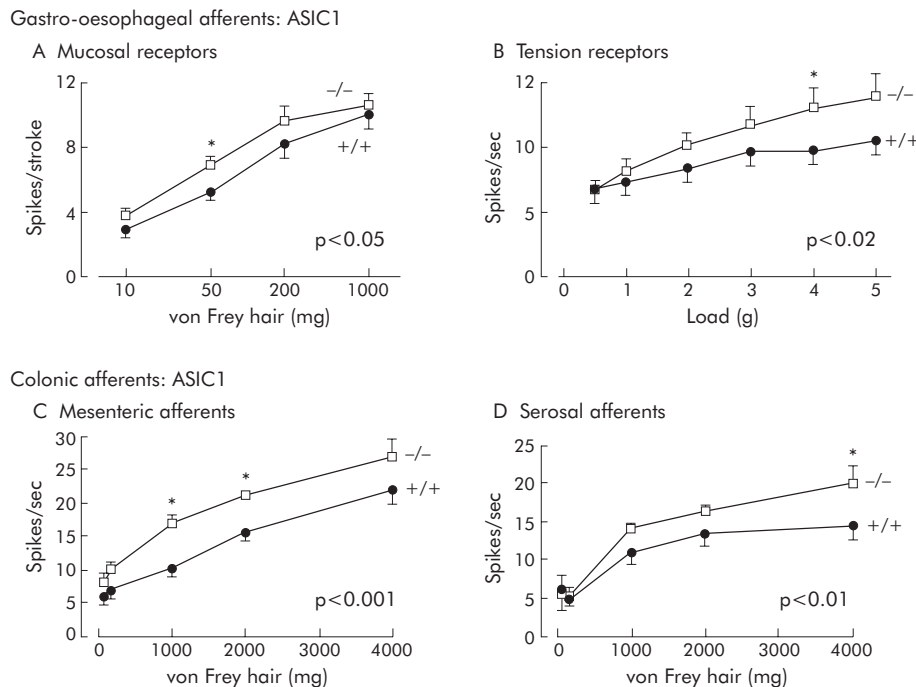 Gastro-oesophageal afferents: ASIC1
A Mucosal receptors
12
8
4
0
Spikes/stroke
*
–/–
+/+
p<0.05
10 50 200 1000
von Frey hair (mg)
B Tension receptors
12
10
5
0
Spikes/sec
*
–/–
+/+
p<0.02
0 1 2 3 4 5
Load (g)
Colonic afferents: ASIC1
C Mesenteric afferents
30
25
20
15
10
5
0
Spikes/sec
* *
–/–
+/+
p<0.001
0 1000 2000 3000 4000
von Frey hair (mg)
D Serosal afferents
25
20
15
10
5
0
Spikes/sec
*
–/–
+/+
p<0.01
0 1000 2000 3000 4000
von Frey hair (mg)